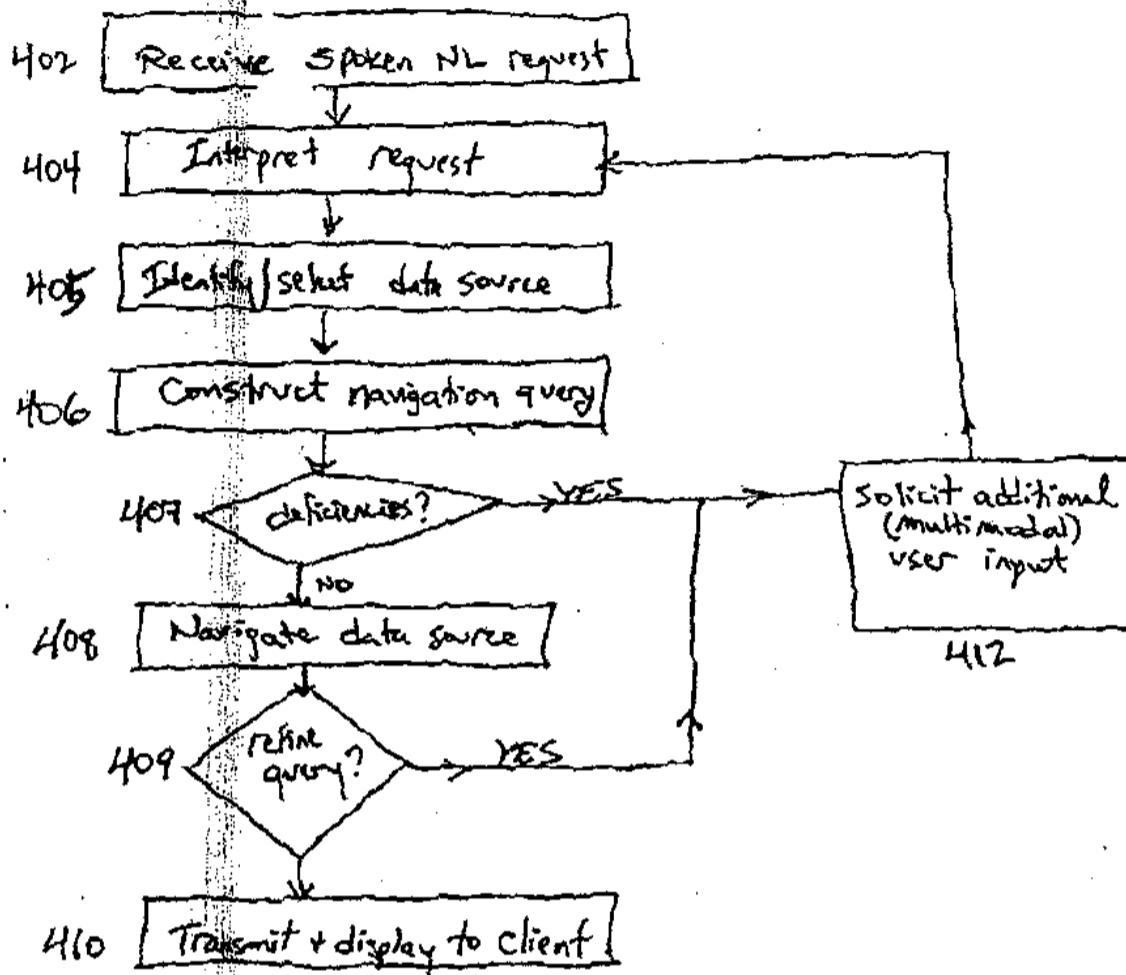 402 Receive Spoken NL request
404 Interpret request
405 Identify/select data source
406 Construct navigation query
407 deficiencies? YES
solicit additional
(multimodal)
user input
412
NO
408 Navigate data source
409 refine
query? YES
410 Transmit + display to client